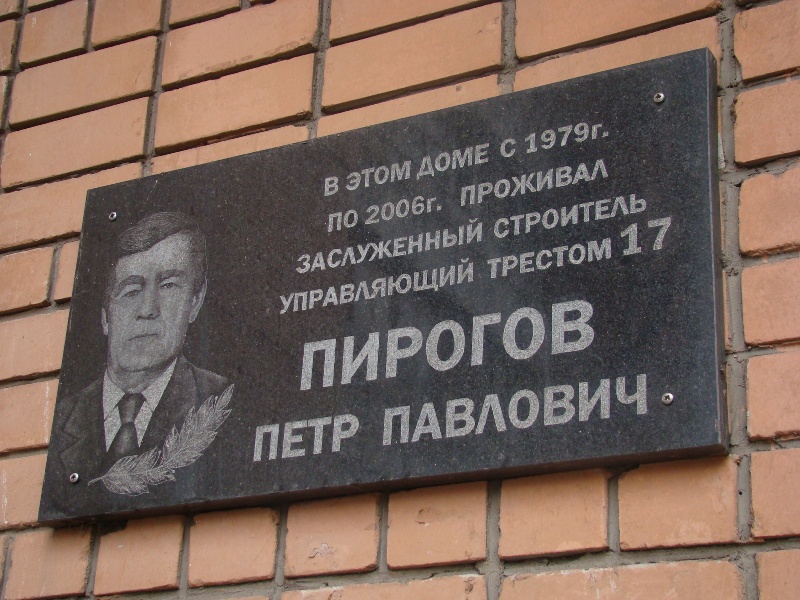 В ЭТОМ ДОМЕ С 1979г.
ПО 2006г. ПРОЖИВАЛ
ЗАСЛУЖЕННЫЙ СТРОИТЕЛЬ
УПРАВЛЯЮЩИЙ ТРЕСТОМ 17
ПИРОГОВ
ПЕТР ПАВЛОВИЧ